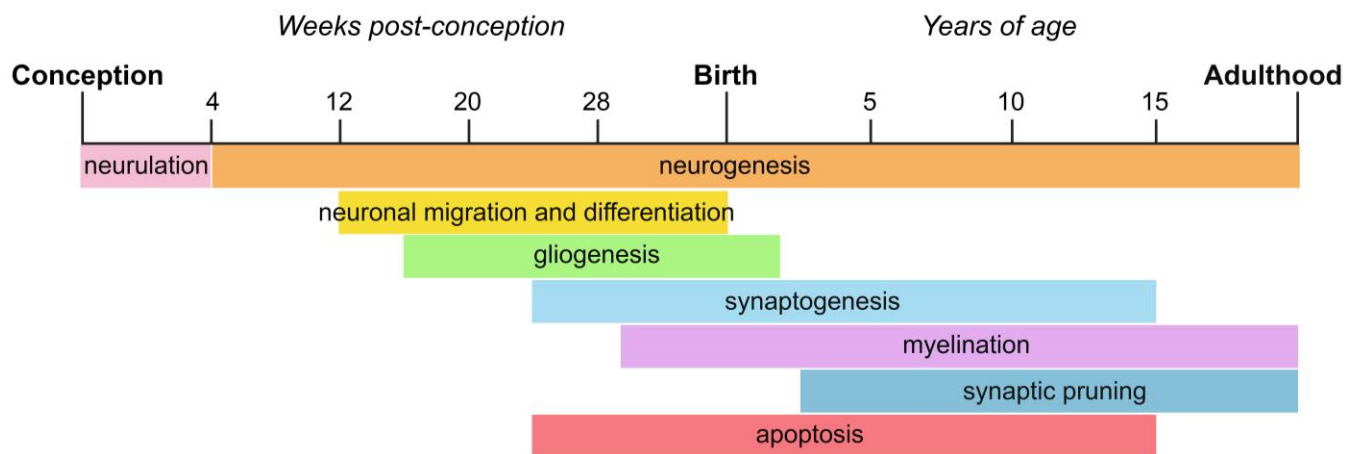 Weeks post-conception Years of age
Conception Birth Adulthood
4 12 20 28 5 10 15
neurulation neurogenesis
neuronal migration and differentiation
gliogenesis
synaptogenesis
myelination
synaptic pruning
apoptosis